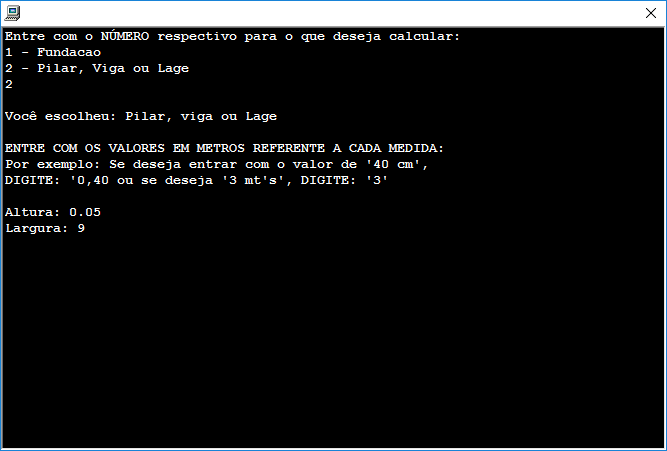 Entre com o NÚMERO respectivo para o que deseja calcular:
1 - Fundacao
2 - Pilar, Viga ou Lage
2
Você escolheu: Pilar, viga ou Lage
ENTRE COM OS VALORES EM METROS REFERENTE A CADA MEDIDA:
Por exemplo: Se deseja entrar com o valor de '40 cm',
DIGITE: '0,40 ou se deseja '3 mt's', DIGITE: '3'
Altura: 0.05
Largura: 9